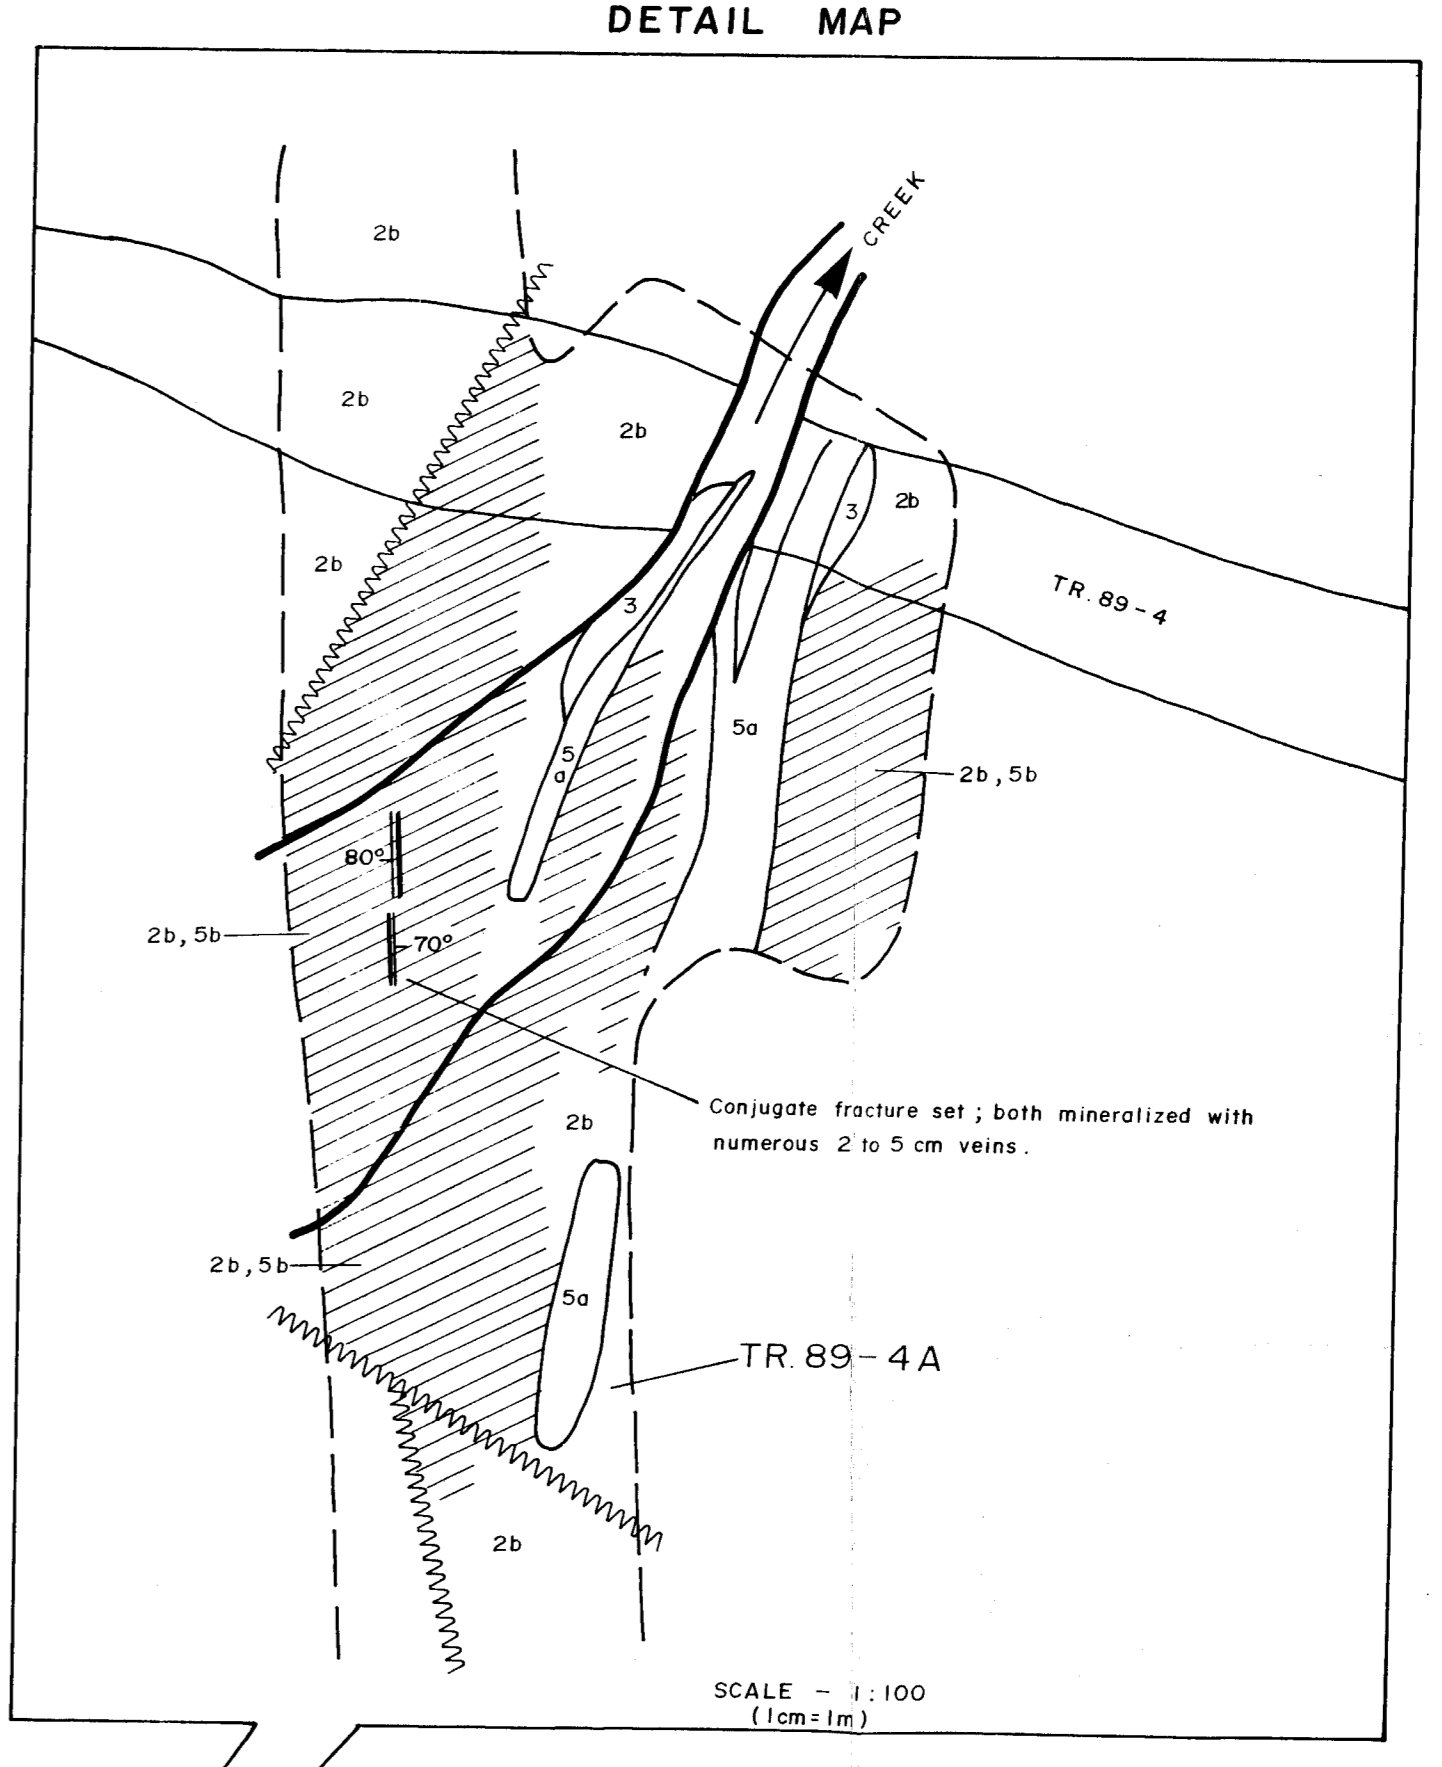 DETAIL MAP
CREEK
2b
2b
2b
2b
3
2b
TR. 89-4
3
5a
5
a
2b, 5b
80°
2b, 5b
70°
Conjugate fracture set ; both mineralized with
numerous 2 to 5 cm veins.
2b
2b, 5b
5a
TR. 89-4A
2b
SCALE - 1:100
(1cm = 1m)